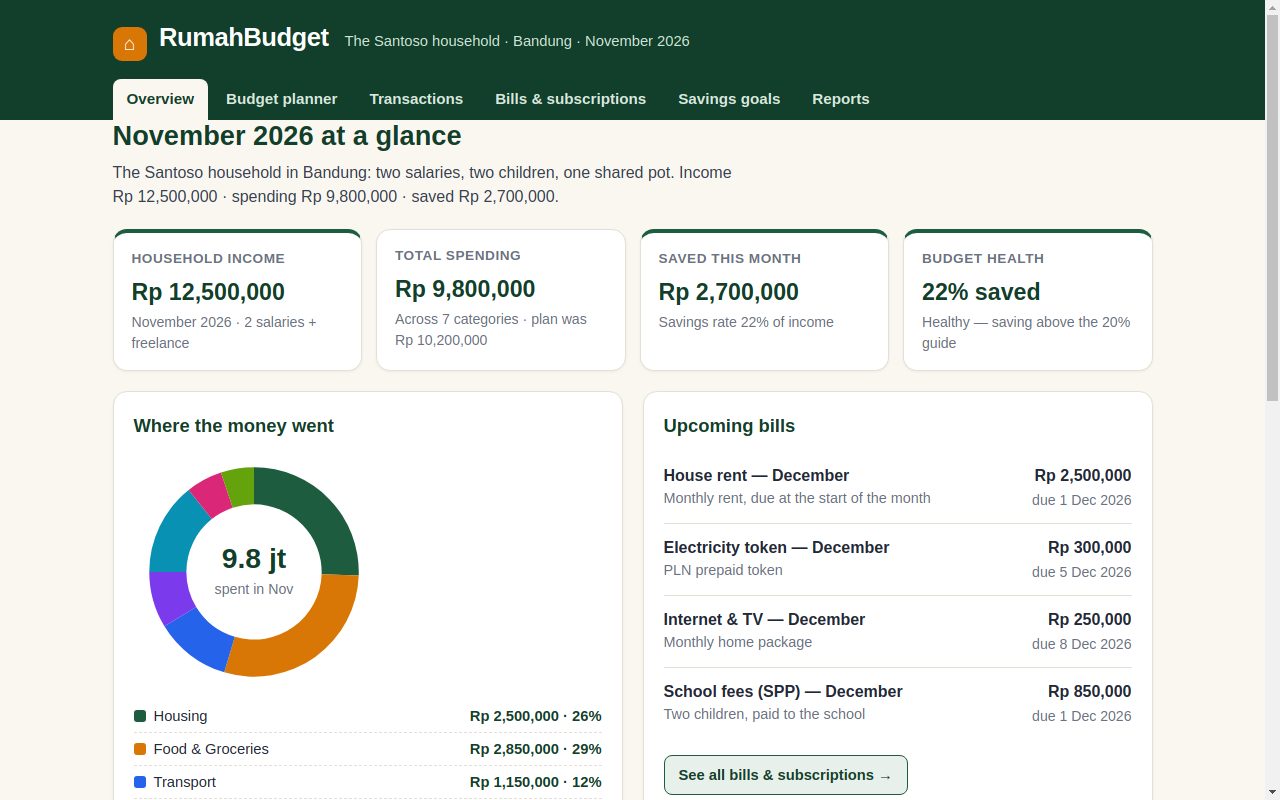 RumahBudget
The Santoso household · Bandung · November 2026
Overview
Budget planner
Transactions
Bills & subscriptions
Savings goals
Reports
November 2026 at a glance
The Santoso household in Bandung: two salaries, two children, one shared pot. Income
Rp 12,500,000 · spending Rp 9,800,000 · saved Rp 2,700,000.
HOUSEHOLD INCOME
Rp 12,500,000
November 2026 · 2 salaries +
freelance
TOTAL SPENDING
Rp 9,800,000
Across 7 categories · plan was
Rp 10,200,000
SAVED THIS MONTH
Rp 2,700,000
Savings rate 22% of income
BUDGET HEALTH
22% saved
Healthy — saving above the 20%
guide
Where the money went
9.8 jt
spent in Nov
Housing Rp 2,500,000 · 26%
Food & Groceries Rp 2,850,000 · 29%
Transport Rp 1,150,000 · 12%
Upcoming bills
House rent — December Rp 2,500,000
Monthly rent, due at the start of the month due 1 Dec 2026
Electricity token — December Rp 300,000
PLN prepaid token due 5 Dec 2026
Internet & TV — December Rp 250,000
Monthly home package due 8 Dec 2026
School fees (SPP) — December Rp 850,000
Two children, paid to the school due 1 Dec 2026
See all bills & subscriptions →